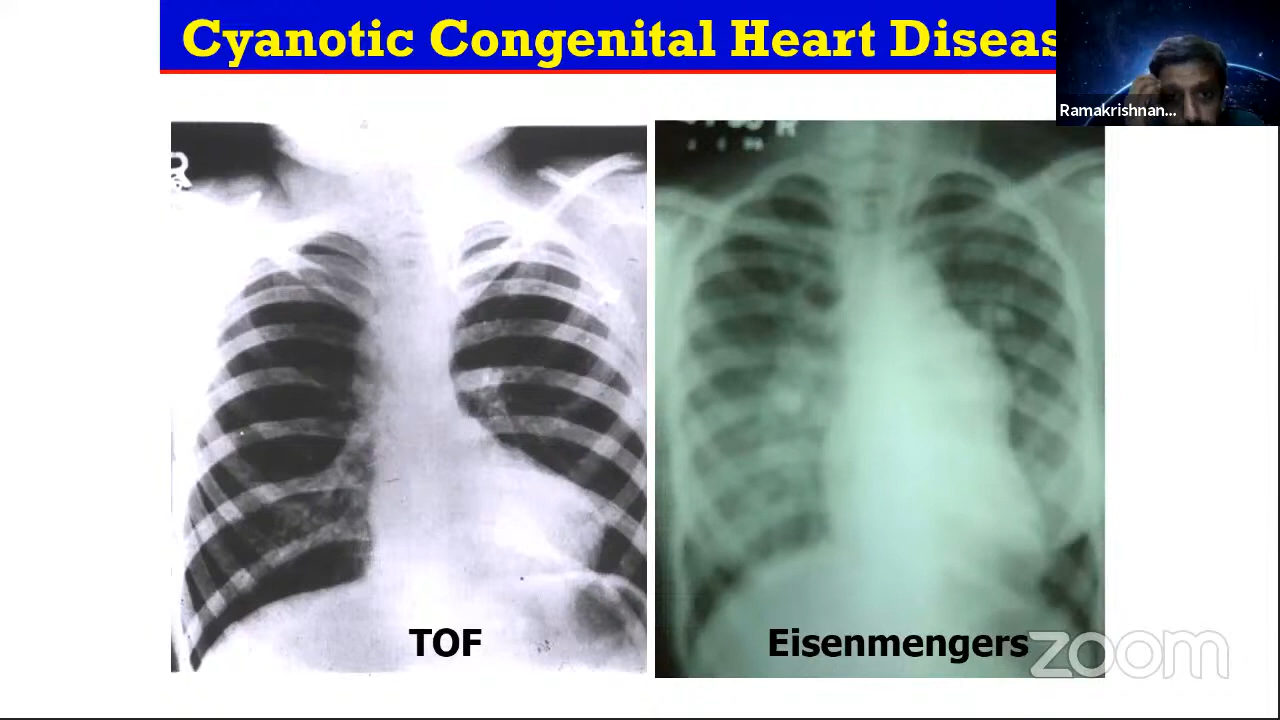 Cyanotic Congenital Heart Diseas
Ramakrishnan...
R
R
TOF
Eisenmengers
zoom